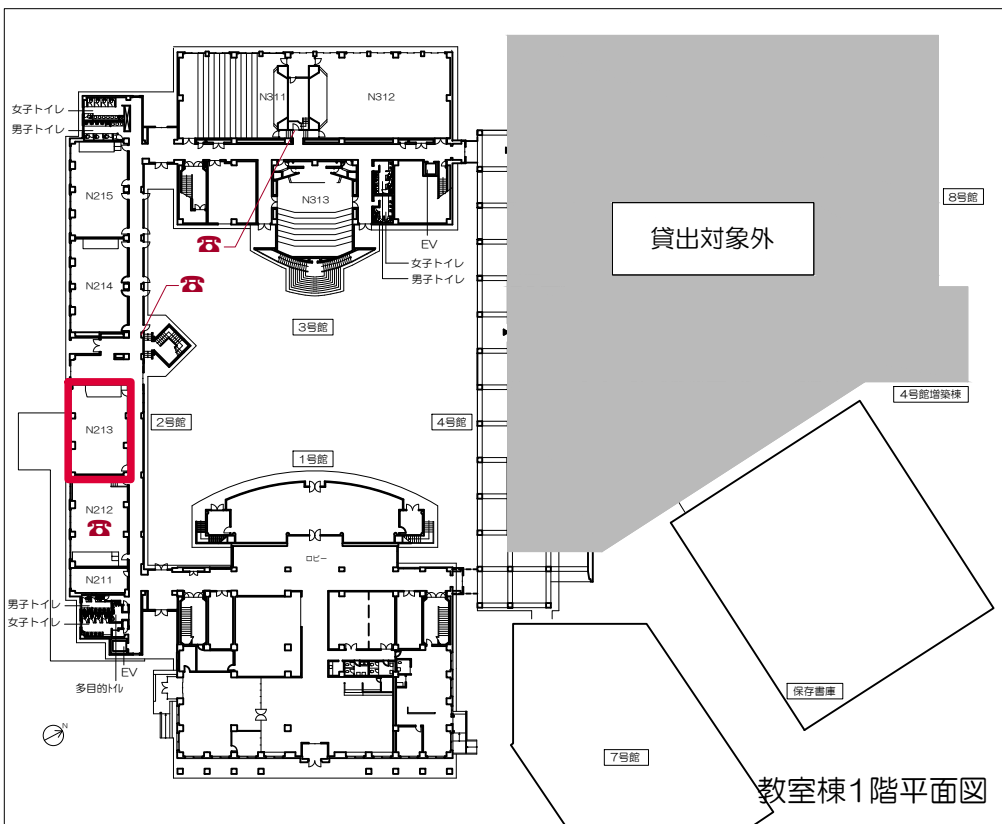 女子トイレ
男子トイレ
N311
N312
N215
N313
8号館
貸出対象外
EV
女子トイレ
男子トイレ
N214
3号館
4号館増築棟
N213
2号館
4号館
1号館
N212
ロビー
N211
男子トイレ
女子トイレ
EV
多目的ﾄｲﾚ
保存書庫
N
7号館
教室棟1階平面図